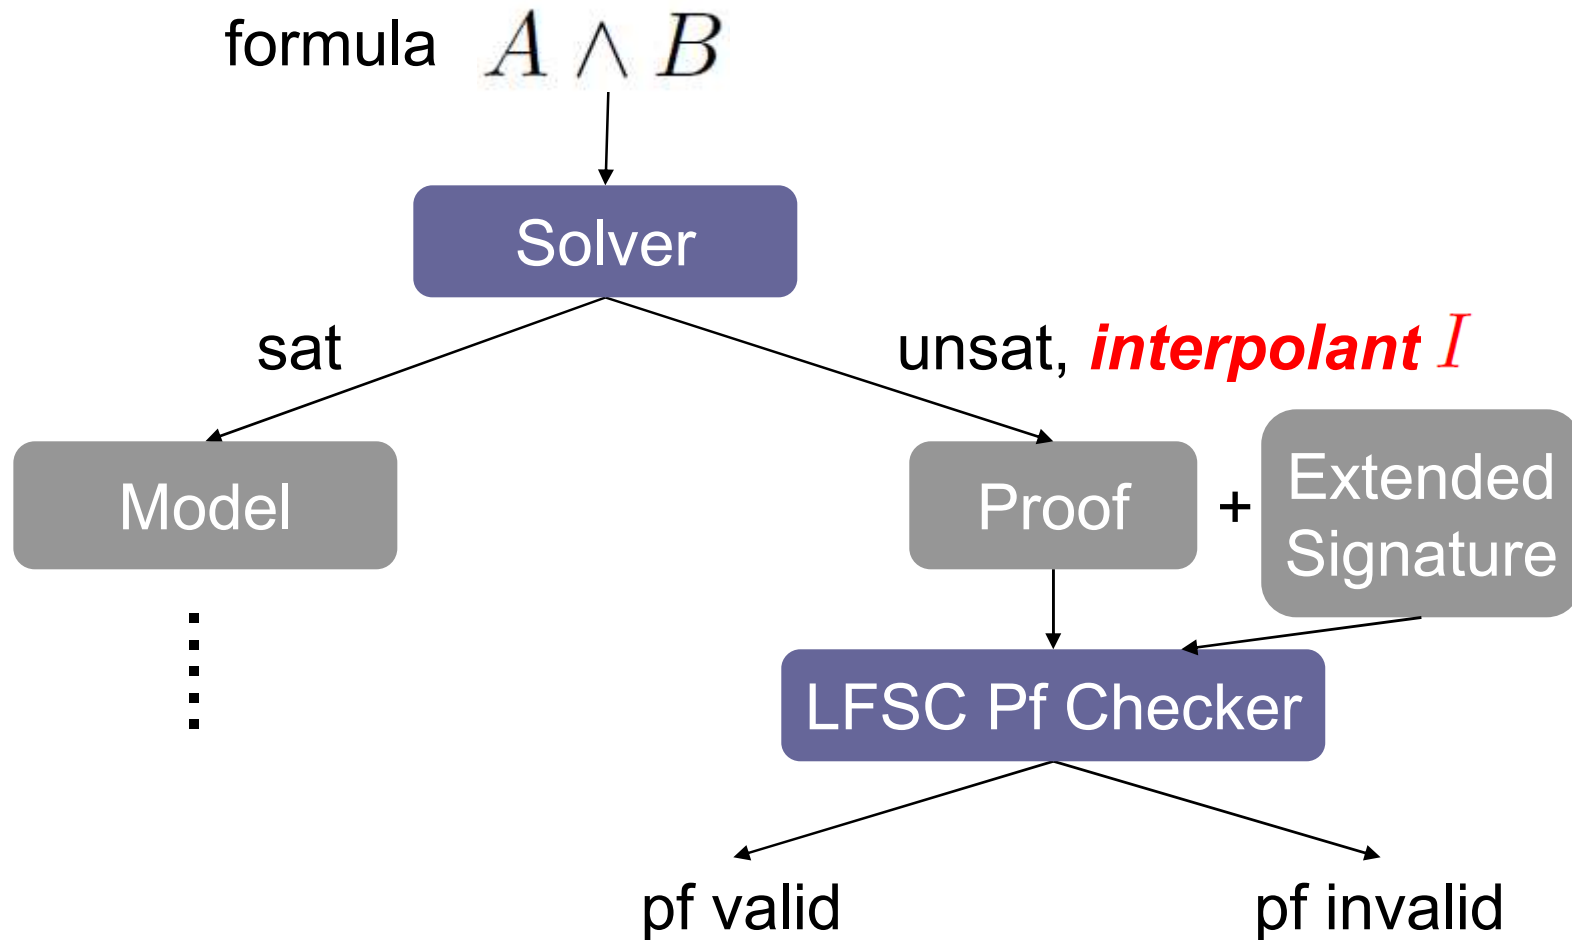 formula A ∧ B
Solver
sat
unsat, interpolant I
Model
Proof
+
Extended
Signature
LFSC Pf Checker
pf valid
pf invalid